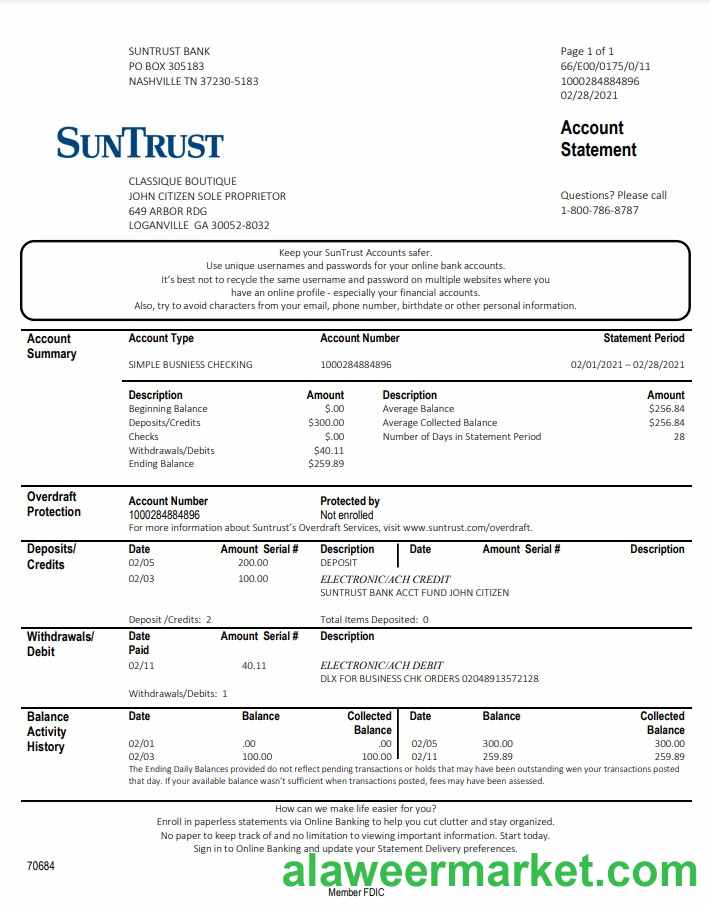 SUNTRUST BANK
PO BOX 305183
NASHVILLE TN 37230-5183
Page 1 of 1
66/E00/0175/0/11
1000284884896
02/28/2021
SUNTRUST
Account
Statement
CLASSIQUE BOUTIQUE
JOHN CITIZEN SOLE PROPRIETOR
649 ARBOR RDG
LOGANVILLE GA 30052-8032
Questions? Please call
1-800-786-8787
Keep your SunTrust Accounts safer.
Use unique usernames and passwords for your online bank accounts.
It's best not to recycle the same username and password on multiple websites where you
have an online profile - especially your financial accounts.
Also, try to avoid characters from your email, phone number, birthdate or other personal information.
Account
Summary
Account Type Account Number Statement Period
SIMPLE BUSNIESS CHECKING 1000284884896 02/01/2021 – 02/28/2021
Description Amount Description Amount
Beginning Balance $.00 Average Balance $256.84
Deposits/Credits $300.00 Average Collected Balance $256.84
Checks $.00 Number of Days in Statement Period 28
Withdrawals/Debits $40.11
Ending Balance $259.89
Overdraft
Protection
Account Number Protected by
1000284884896 Not enrolled
For more information about Suntrust's Overdraft Services, visit www.suntrust.com/overdraft.
Deposits/
Credits
Date Amount Serial # Description Date Amount Serial # Description
02/05 200.00 DEPOSIT
02/03 100.00 ELECTRONIC/ACH CREDIT
SUNTRUST BANK ACCT FUND JOHN CITIZEN
Deposit /Credits: 2 Total Items Deposited: 0
Withdrawals/
Debit
Date Amount Serial # Description
Paid
02/11 40.11 ELECTRONIC/ACH DEBIT
DLX FOR BUSINESS CHK ORDERS 02048913572128
Withdrawals/Debits: 1
Balance
Activity
History
Date Balance Collected Date Balance Collected
Balance Balance
02/01 .00 .00 02/05 300.00 300.00
02/03 100.00 100.00 02/11 259.89 259.89
The Ending Daily Balances provided do not reflect pending transactions or holds that may have been outstanding wen your transactions posted
that day. If your available balance wasn't sufficient when transactions posted, fees may have been assessed.
How can we make life easier for you?
Enroll in paperless statements via Online Banking to help you cut clutter and stay organized.
No paper to keep track of and no limitation to viewing important information. Start today.
Sign in to Online Banking and update your Statement Delivery preferences.
70684
alaweermarket.com
Member FDIC